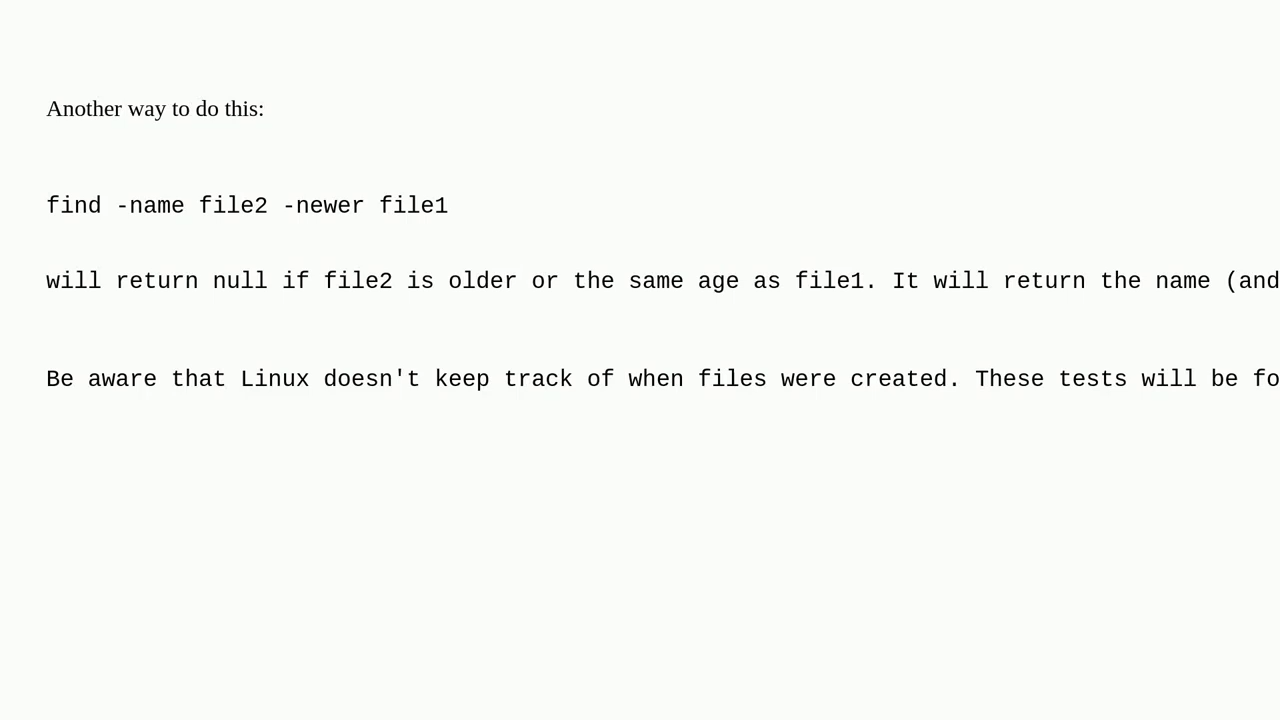 Another way to do this:
find -name file2 -newer file1
will return null if file2 is older or the same age as file1. It will return the name (and
Be aware that Linux doesn't keep track of when files were created. These tests will be fo